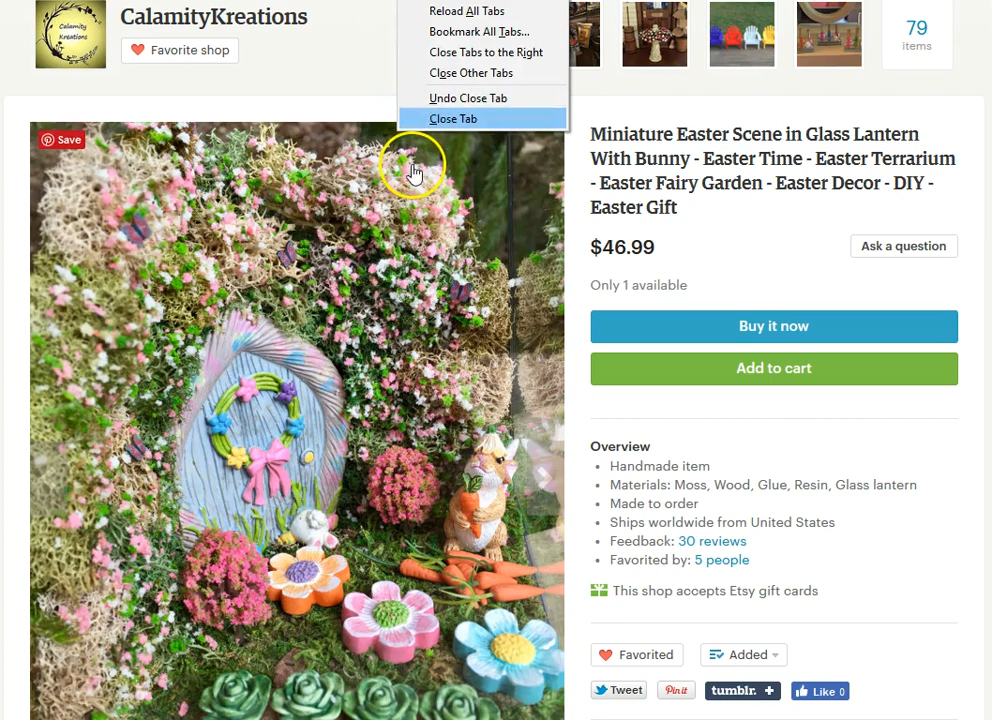 Calamity
Kreations
CalamityKreations
Favorite shop
79
items
Reload All Tabs
Bookmark All Tabs...
Close Tabs to the Right
Close Other Tabs
Undo Close Tab
Close Tab
Save
Miniature Easter Scene in Glass Lantern
With Bunny - Easter Time - Easter Terrarium
- Easter Fairy Garden - Easter Decor - DIY -
Easter Gift
$46.99
Ask a question
Only 1 available
Buy it now
Add to cart
Overview
• Handmade item
• Materials: Moss, Wood, Glue, Resin, Glass lantern
• Made to order
• Ships worldwide from United States
• Feedback: 30 reviews
• Favorited by: 5 people
This shop accepts Etsy gift cards
Favorited
Added
Tweet
Pin it
tumblr. +
Like 0